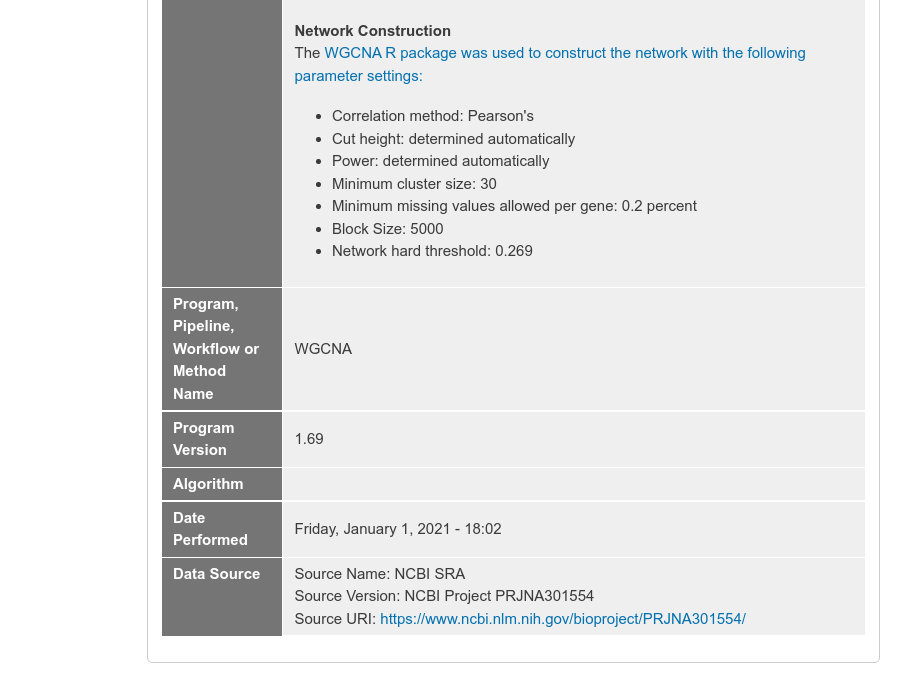 Network Construction
The WGCNA R package was used to construct the network with the following
parameter settings:
Correlation method: Pearson's
Cut height: determined automatically
Power: determined automatically
Minimum cluster size: 30
Minimum missing values allowed per gene: 0.2 percent
Block Size: 5000
Network hard threshold: 0.269
Program,
Pipeline,
Workflow or
Method
Name
WGCNA
Program
Version
1.69
Algorithm
Date
Performed
Friday, January 1, 2021 - 18:02
Data Source
Source Name: NCBI SRA
Source Version: NCBI Project PRJNA301554
Source URI: https://www.ncbi.nlm.nih.gov/bioproject/PRJNA301554/